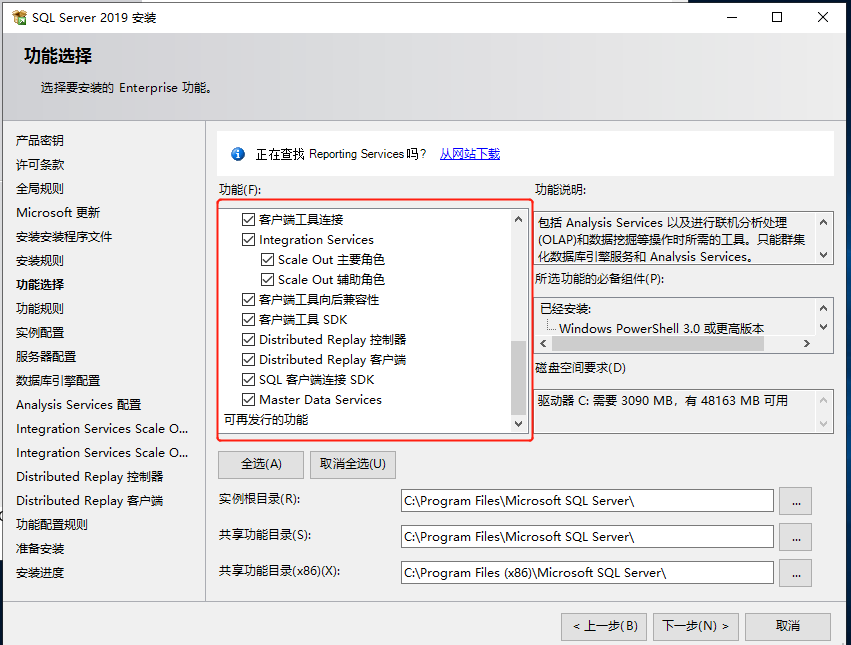 SQL Server 2019 安装
功能选择
选择要安装的 Enterprise 功能。
产品密钥
许可条款
全局规则
Microsoft 更新
安装安装程序文件
安装规则
功能选择
功能规则
实例配置
服务器配置
数据库引擎配置
Analysis Services 配置
Integration Services Scale O...
Integration Services Scale O...
Distributed Replay 控制器
Distributed Replay 客户端
功能配置规则
准备安装
安装进度
正在查找 Reporting Services 吗? 从网站下载
功能(F):
客户端工具连接
Integration Services
Scale Out 主要角色
Scale Out 辅助角色
客户端工具向后兼容性
客户端工具 SDK
Distributed Replay 控制器
Distributed Replay 客户端
SQL 客户端连接 SDK
Master Data Services
可再发行的功能
功能说明:
包括 Analysis Services 以及进行联机分析处理
(OLAP)和数据挖掘等操作时所需的工具。只能群集
化数据库引擎服务和 Analysis Services。
所选功能的必备组件(P):
已经安装:
Windows PowerShell 3.0 或更高版本
磁盘空间要求(D)
驱动器 C: 需要 3090 MB，有 48163 MB 可用
全选(A)
取消全选(U)
实例根目录(R):
C:\Program Files\Microsoft SQL Server\
...
共享功能目录(S):
C:\Program Files\Microsoft SQL Server\
...
共享功能目录(x86)(X):
C:\Program Files (x86)\Microsoft SQL Server\
...
< 上一步(B)
下一步(N) >
取消